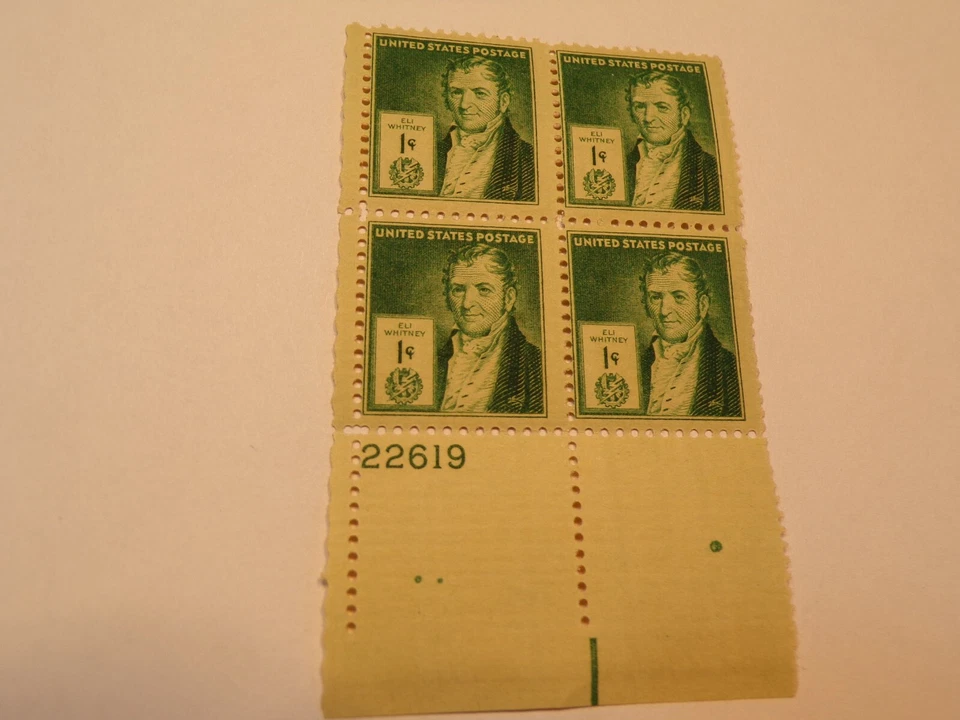 UNITED STATES POSTAGE
ELI
WHITNEY
1¢
UNITED STATES POSTAGE
ELI
WHITNEY
1¢
UNITED STATES POSTAGE
ELI
WHITNEY
1¢
UNITED STATES POSTAGE
ELI
WHITNEY
1¢
22619